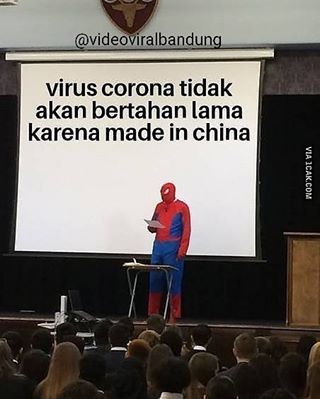 @videoviralbandung
virus corona tidak
akan bertahan lama
karena made in china
VIA 1CAK.COM